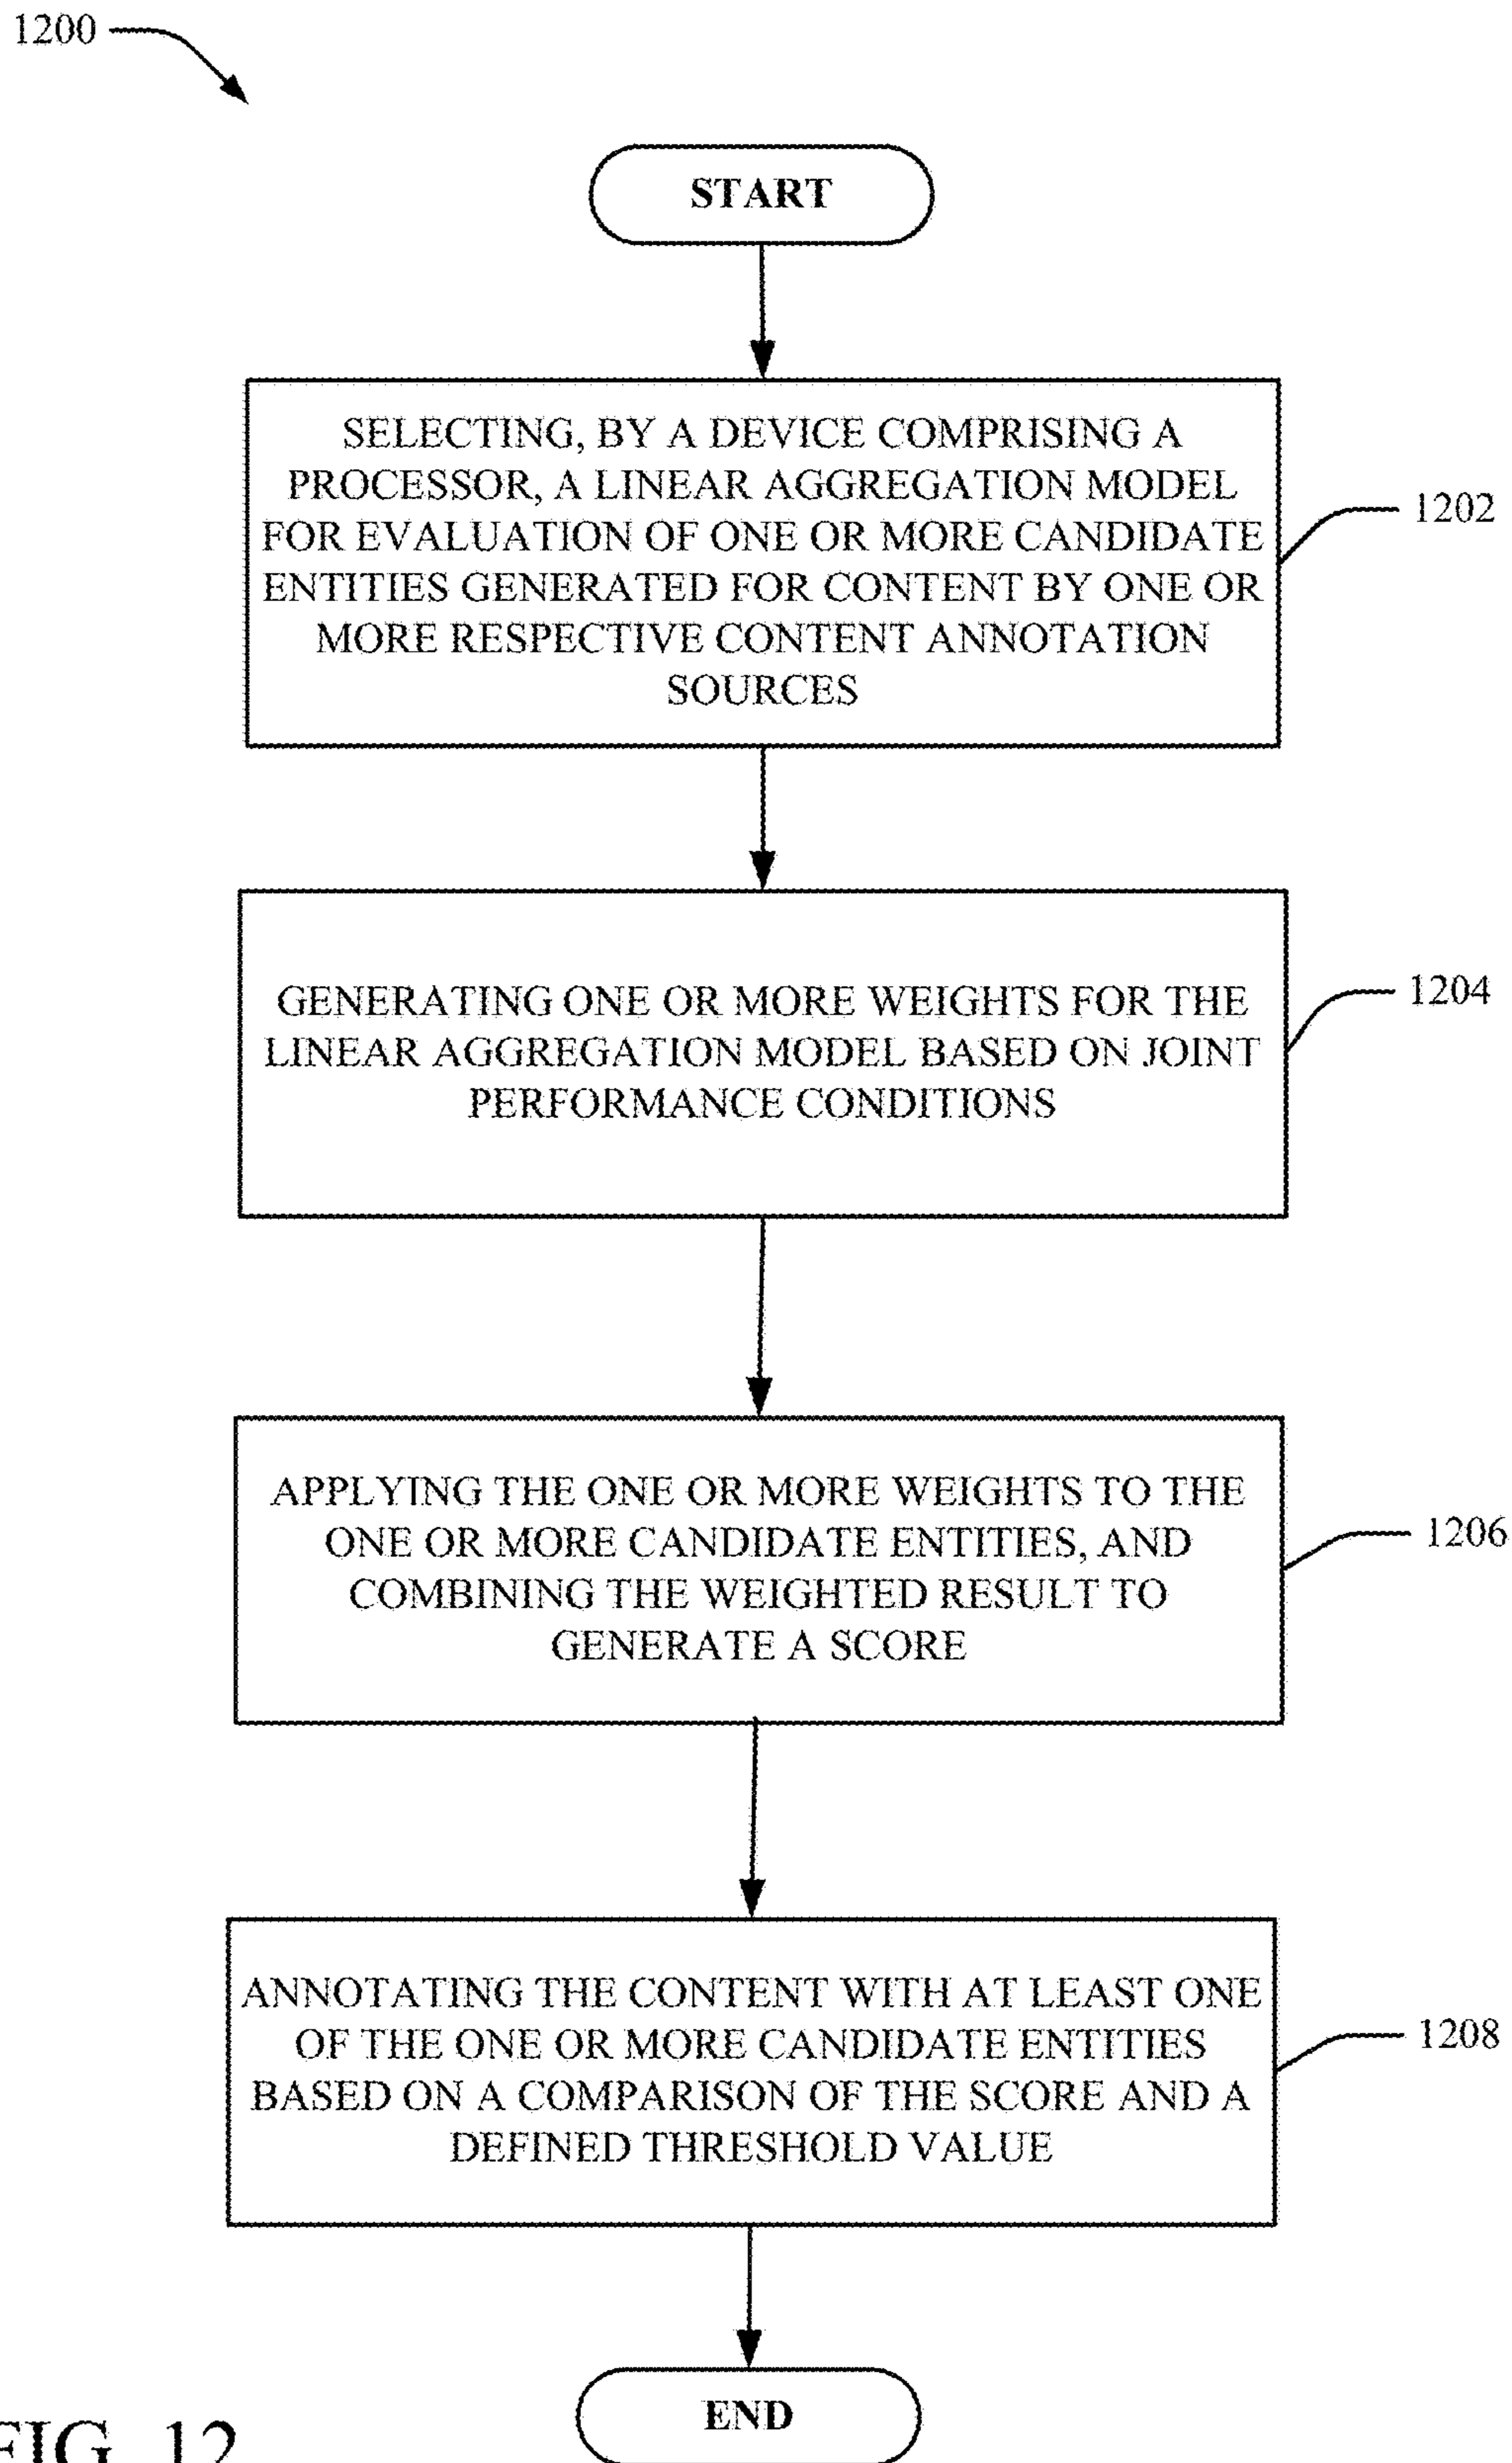 1200
START
SELECTING, BY A DEVICE COMPRISING A
PROCESSOR, A LINEAR AGGREGATION MODEL
FOR EVALUATION OF ONE OR MORE CANDIDATE
ENTITIES GENERATED FOR CONTENT BY ONE OR
MORE RESPECTIVE CONTENT ANNOTATION
SOURCES
1202
GENERATING ONE OR MORE WEIGHTS FOR THE
LINEAR AGGREGATION MODEL BASED ON JOINT
PERFORMANCE CONDITIONS
1204
APPLYING THE ONE OR MORE WEIGHTS TO THE
ONE OR MORE CANDIDATE ENTITIES, AND
COMBINING THE WEIGHTED RESULT TO
GENERATE A SCORE
1206
ANNOTATING THE CONTENT WITH AT LEAST ONE
OF THE ONE OR MORE CANDIDATE ENTITIES
BASED ON A COMPARISON OF THE SCORE AND A
DEFINED THRESHOLD VALUE
1208
END
FIG. 12